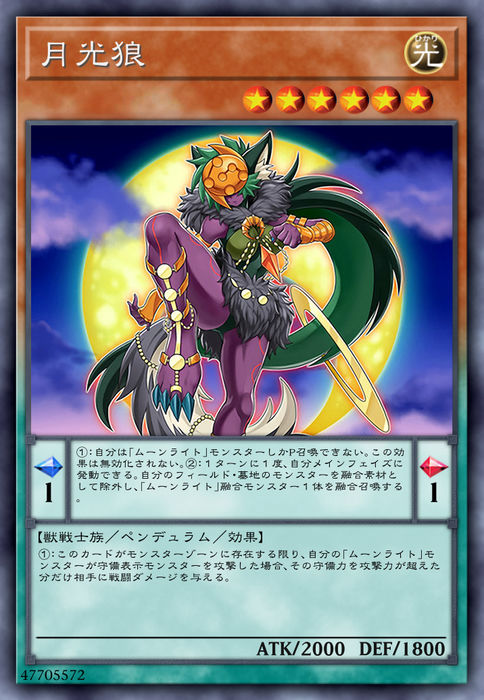 月光狼
ひかり
光
①:自分は「ムーンライト」モンスターしかP召喚できない。この効
果は無効化されない。②:1ターンに1度、自分メインフェイズに
発動できる。自分のフィールド・墓地のモンスターを融合素材と
して除外し、「ムーンライト」融合モンスター1体を融合召喚する
。
1
1
【獣戦士族/ペンデュラム/効果】
①:このカードがモンスターゾーンに存在する限り、自分の「ムーンライト」モ
ンスターが守備表示モンスターを攻撃した場合、その守備力を攻撃力が超えた
分だけ相手に戦闘ダメージを与える。
ATK/2000 DEF/1800
47705572